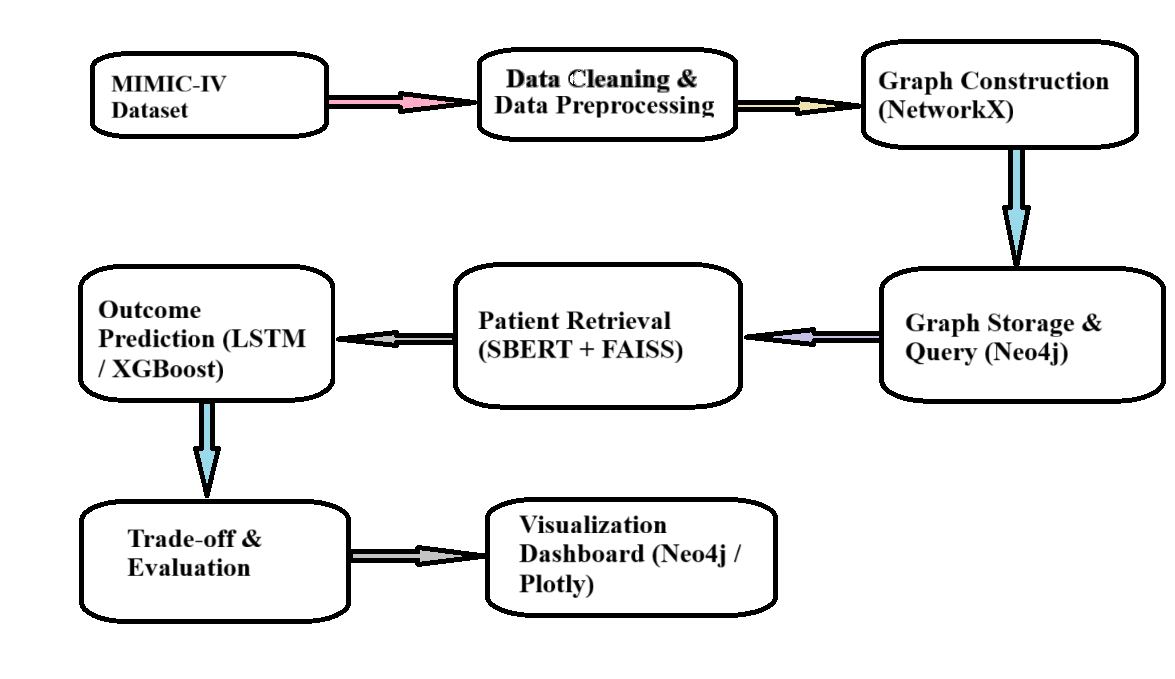 MIMIC-IV
Dataset
Data Cleaning &
Data Preprocessing
Graph Construction
(NetworkX)
Graph Storage &
Query (Neo4j)
Patient Retrieval
(SBERT + FAISS)
Outcome
Prediction (LSTM
/ XGBoost)
Trade-off &
Evaluation
Visualization
Dashboard (Neo4j /
Plotly)